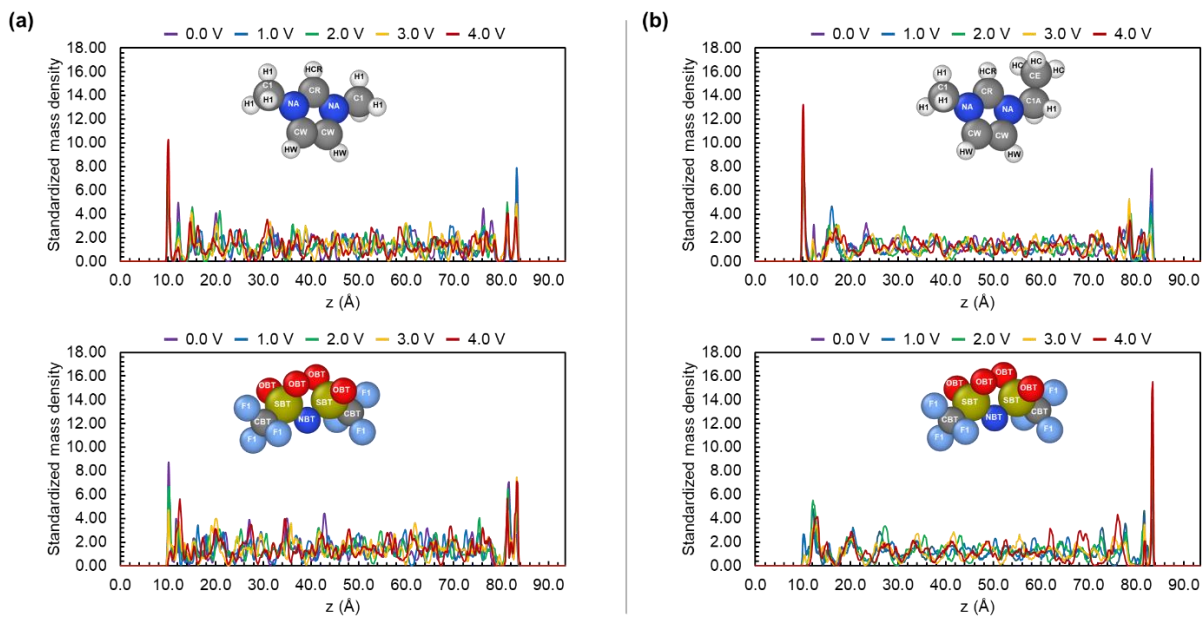 (a)
0.0 V 1.0 V 2.0 V 3.0 V 4.0 V
Standardized mass density
18.00
16.00
14.00
12.00
10.00
8.00
6.00
4.00
2.00
0.00
H1
C1
H1
H1
NA
HCR
CR
NA
H1
C1
H1
CW
CW
HW
HW
0.0 10.0 20.0 30.0 40.0 50.0 60.0 70.0 80.0 90.0
z (Å)
0.0 V 1.0 V 2.0 V 3.0 V 4.0 V
Standardized mass density
18.00
16.00
14.00
12.00
10.00
8.00
6.00
4.00
2.00
0.00
OBT
OBT
OBT
OBT
SBT
SBT
F1
F1
CBT
CBT
F1
F1
NBT
0.0 10.0 20.0 30.0 40.0 50.0 60.0 70.0 80.0 90.0
z (Å)
(b)
0.0 V 1.0 V 2.0 V 3.0 V 4.0 V
Standardized mass density
18.00
16.00
14.00
12.00
10.00
8.00
6.00
4.00
2.00
0.00
H1
C1
H1
H1
NA
HCR
CR
NA
HC
HC
HC
CE
C1A
H1
CW
CW
HW
HW
0.0 10.0 20.0 30.0 40.0 50.0 60.0 70.0 80.0 90.0
z (Å)
0.0 V 1.0 V 2.0 V 3.0 V 4.0 V
Standardized mass density
18.00
16.00
14.00
12.00
10.00
8.00
6.00
4.00
2.00
0.00
OBT
OBT
OBT
OBT
SBT
SBT
F1
F1
CBT
CBT
F1
F1
F1
NBT
0.0 10.0 20.0 30.0 40.0 50.0 60.0 70.0 80.0 90.0
z (Å)